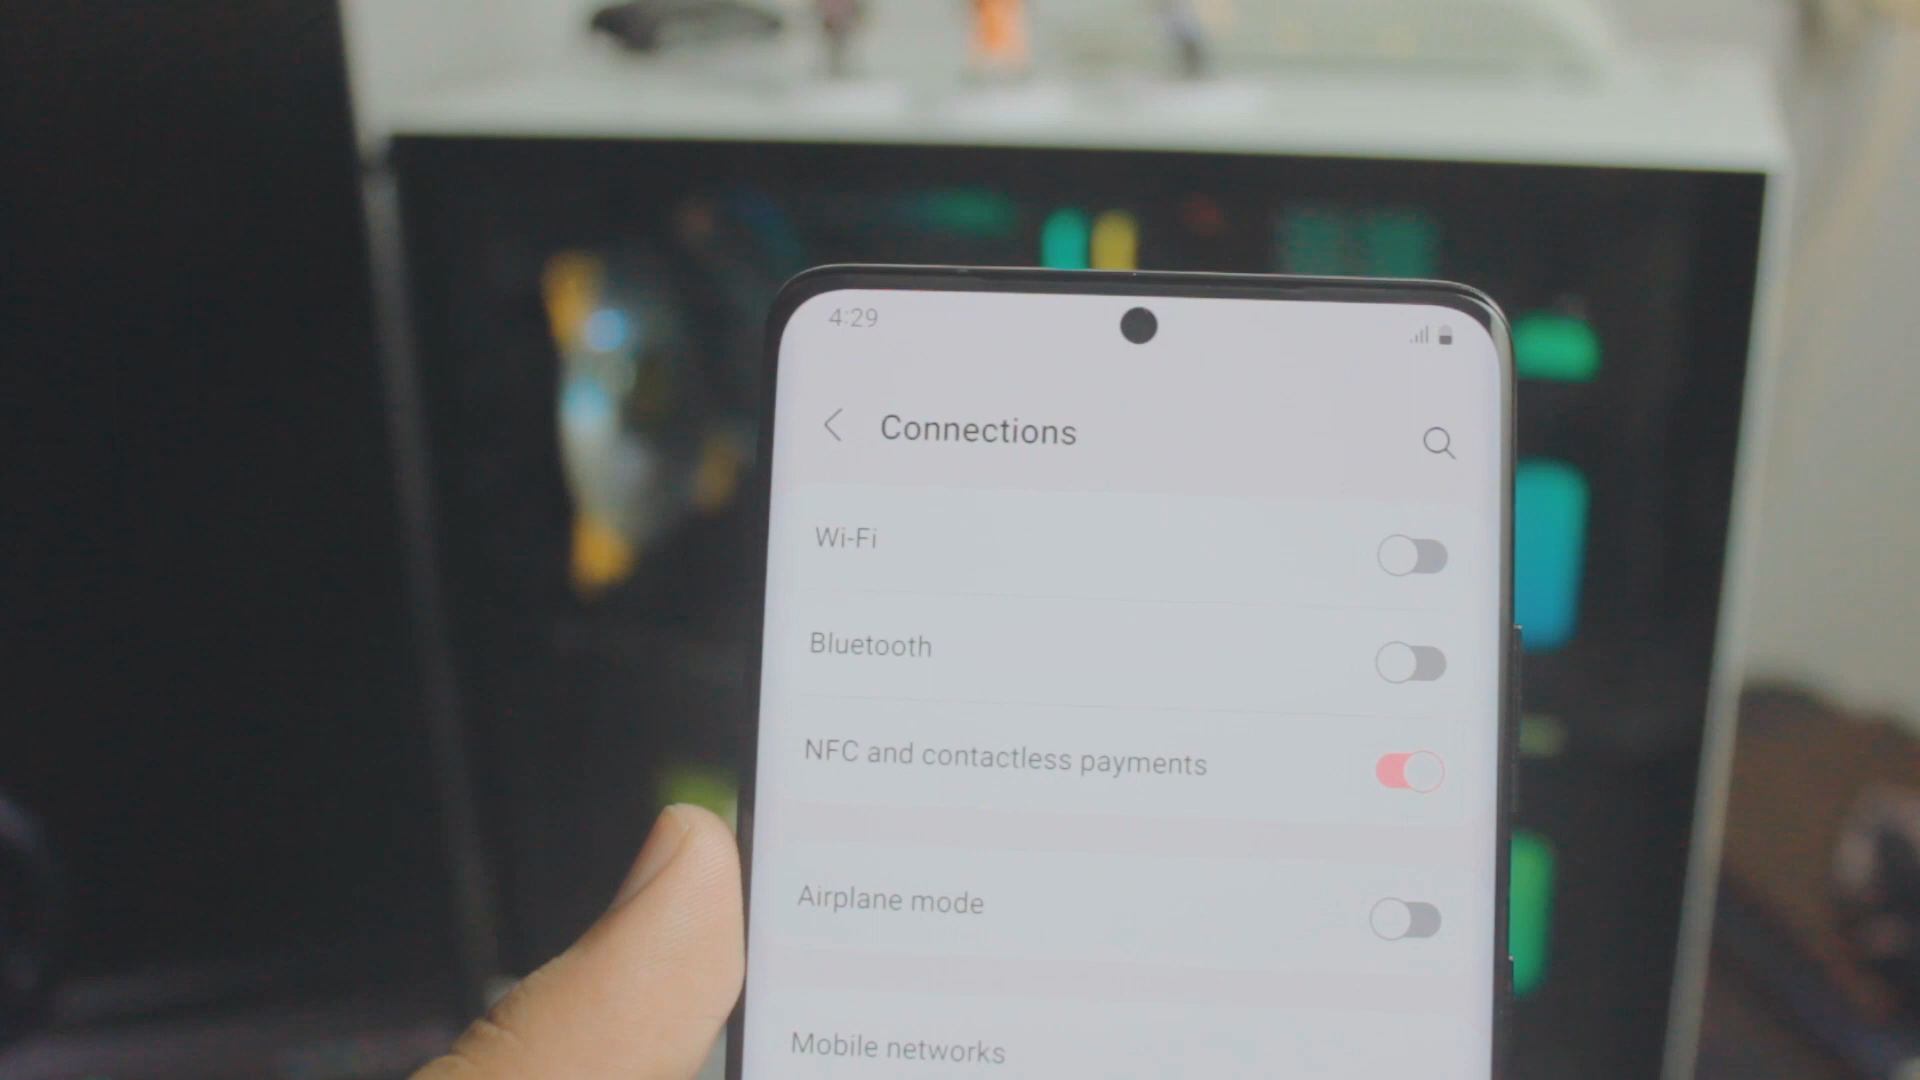 4:29
Connections
Wi-Fi
Bluetooth
NFC and contactless payments
Airplane mode
Mobile networks